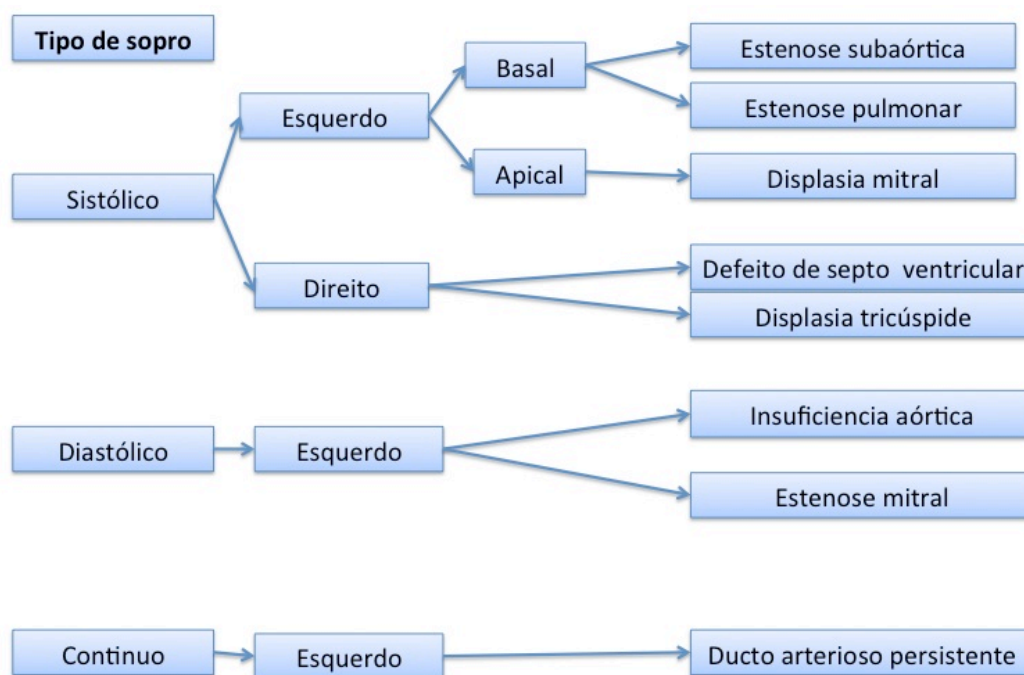 Tipo de sopro
Sistólico
Esquerdo
Basal
Estenose subaórtica
Estenose pulmonar
Apical
Displasia mitral
Direito
Defeito de septo ventricular
Displasia tricúspide
Diastólico
Esquerdo
Insuficiencia aórtica
Estenose mitral
Continuo
Esquerdo
Ducto arterioso persistente